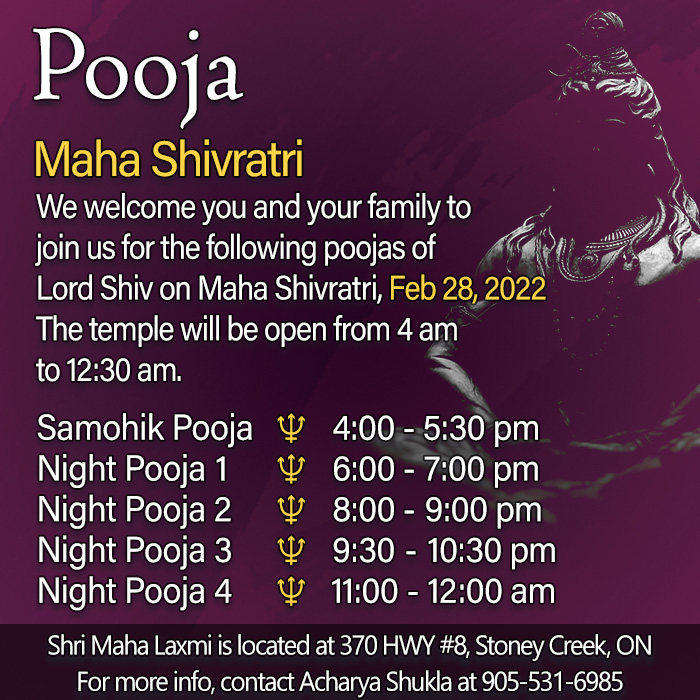 Pooja
Maha Shivratri
We welcome you and your family to
join us for the following poojas of
Lord Shiv on Maha Shivratri, Feb 28, 2022
The temple will be open from 4 am
to 12:30 am.
Samohik Pooja 4:00 - 5:30 pm
Night Pooja 1 6:00 - 7:00 pm
Night Pooja 2 8:00 - 9:00 pm
Night Pooja 3 9:30 - 10:30 pm
Night Pooja 4 11:00 - 12:00 am
Shri Maha Laxmi is located at 370 HWY #8, Stoney Creek, ON
For more info, contact Acharya Shukla at 905-531-6985